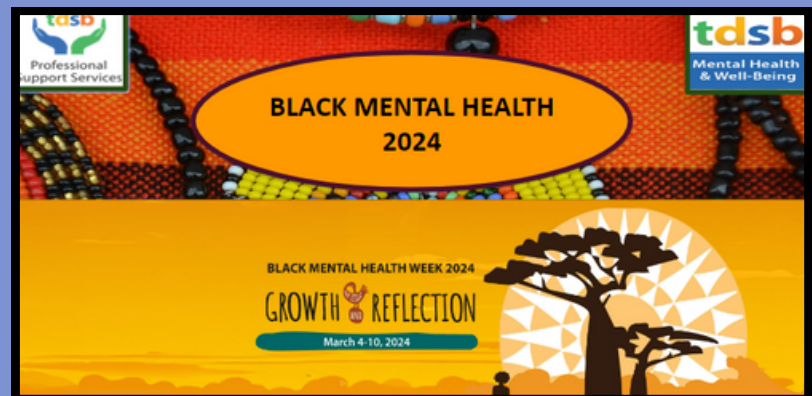 tdsb
Professional
Support Services
tdsb
Mental Health
& Well-Being
BLACK MENTAL HEALTH
2024
BLACK MENTAL HEALTH WEEK 2024
GROWTH AND REFLECTION
March 4-10, 2024